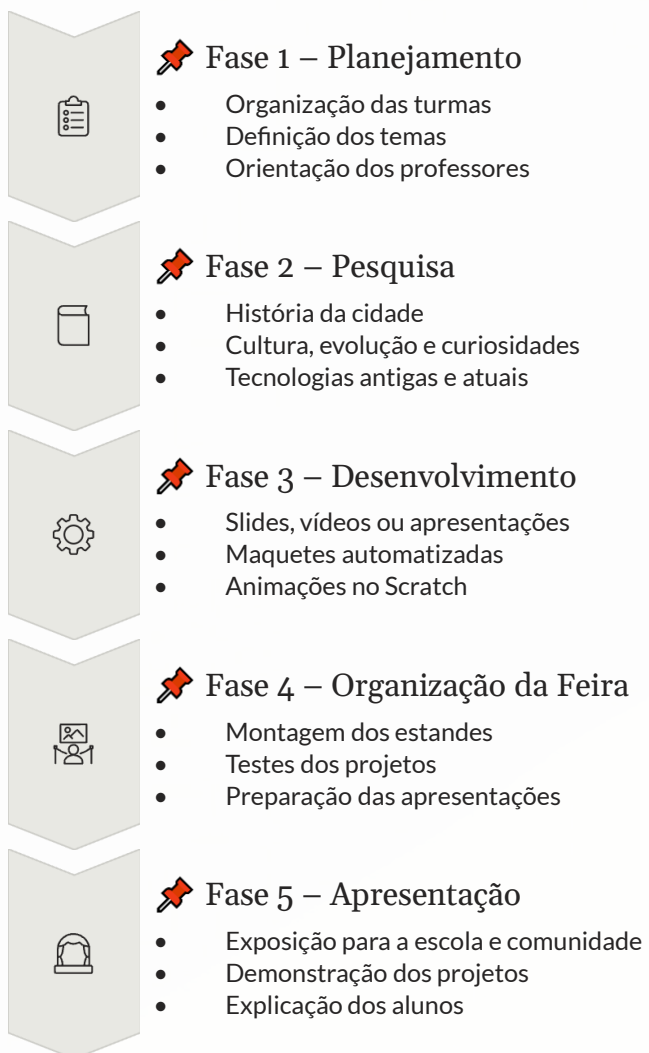 📌 Fase 1 – Planejamento
• Organização das turmas
• Definição dos temas
• Orientação dos professores
📌 Fase 2 – Pesquisa
• História da cidade
• Cultura, evolução e curiosidades
• Tecnologias antigas e atuais
📌 Fase 3 – Desenvolvimento
• Slides, vídeos ou apresentações
• Maquetes automatizadas
• Animações no Scratch
📌 Fase 4 – Organização da Feira
• Montagem dos estandes
• Testes dos projetos
• Preparação das apresentações
📌 Fase 5 – Apresentação
• Exposição para a escola e comunidade
• Demonstração dos projetos
• Explicação dos alunos